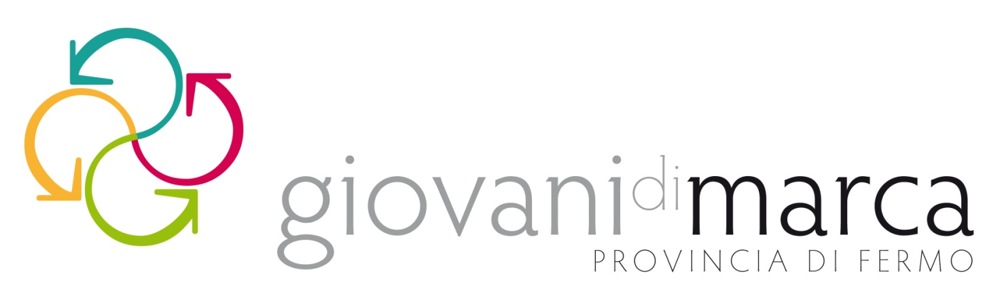 giovani di marca
PROVINCIA DI FERMO